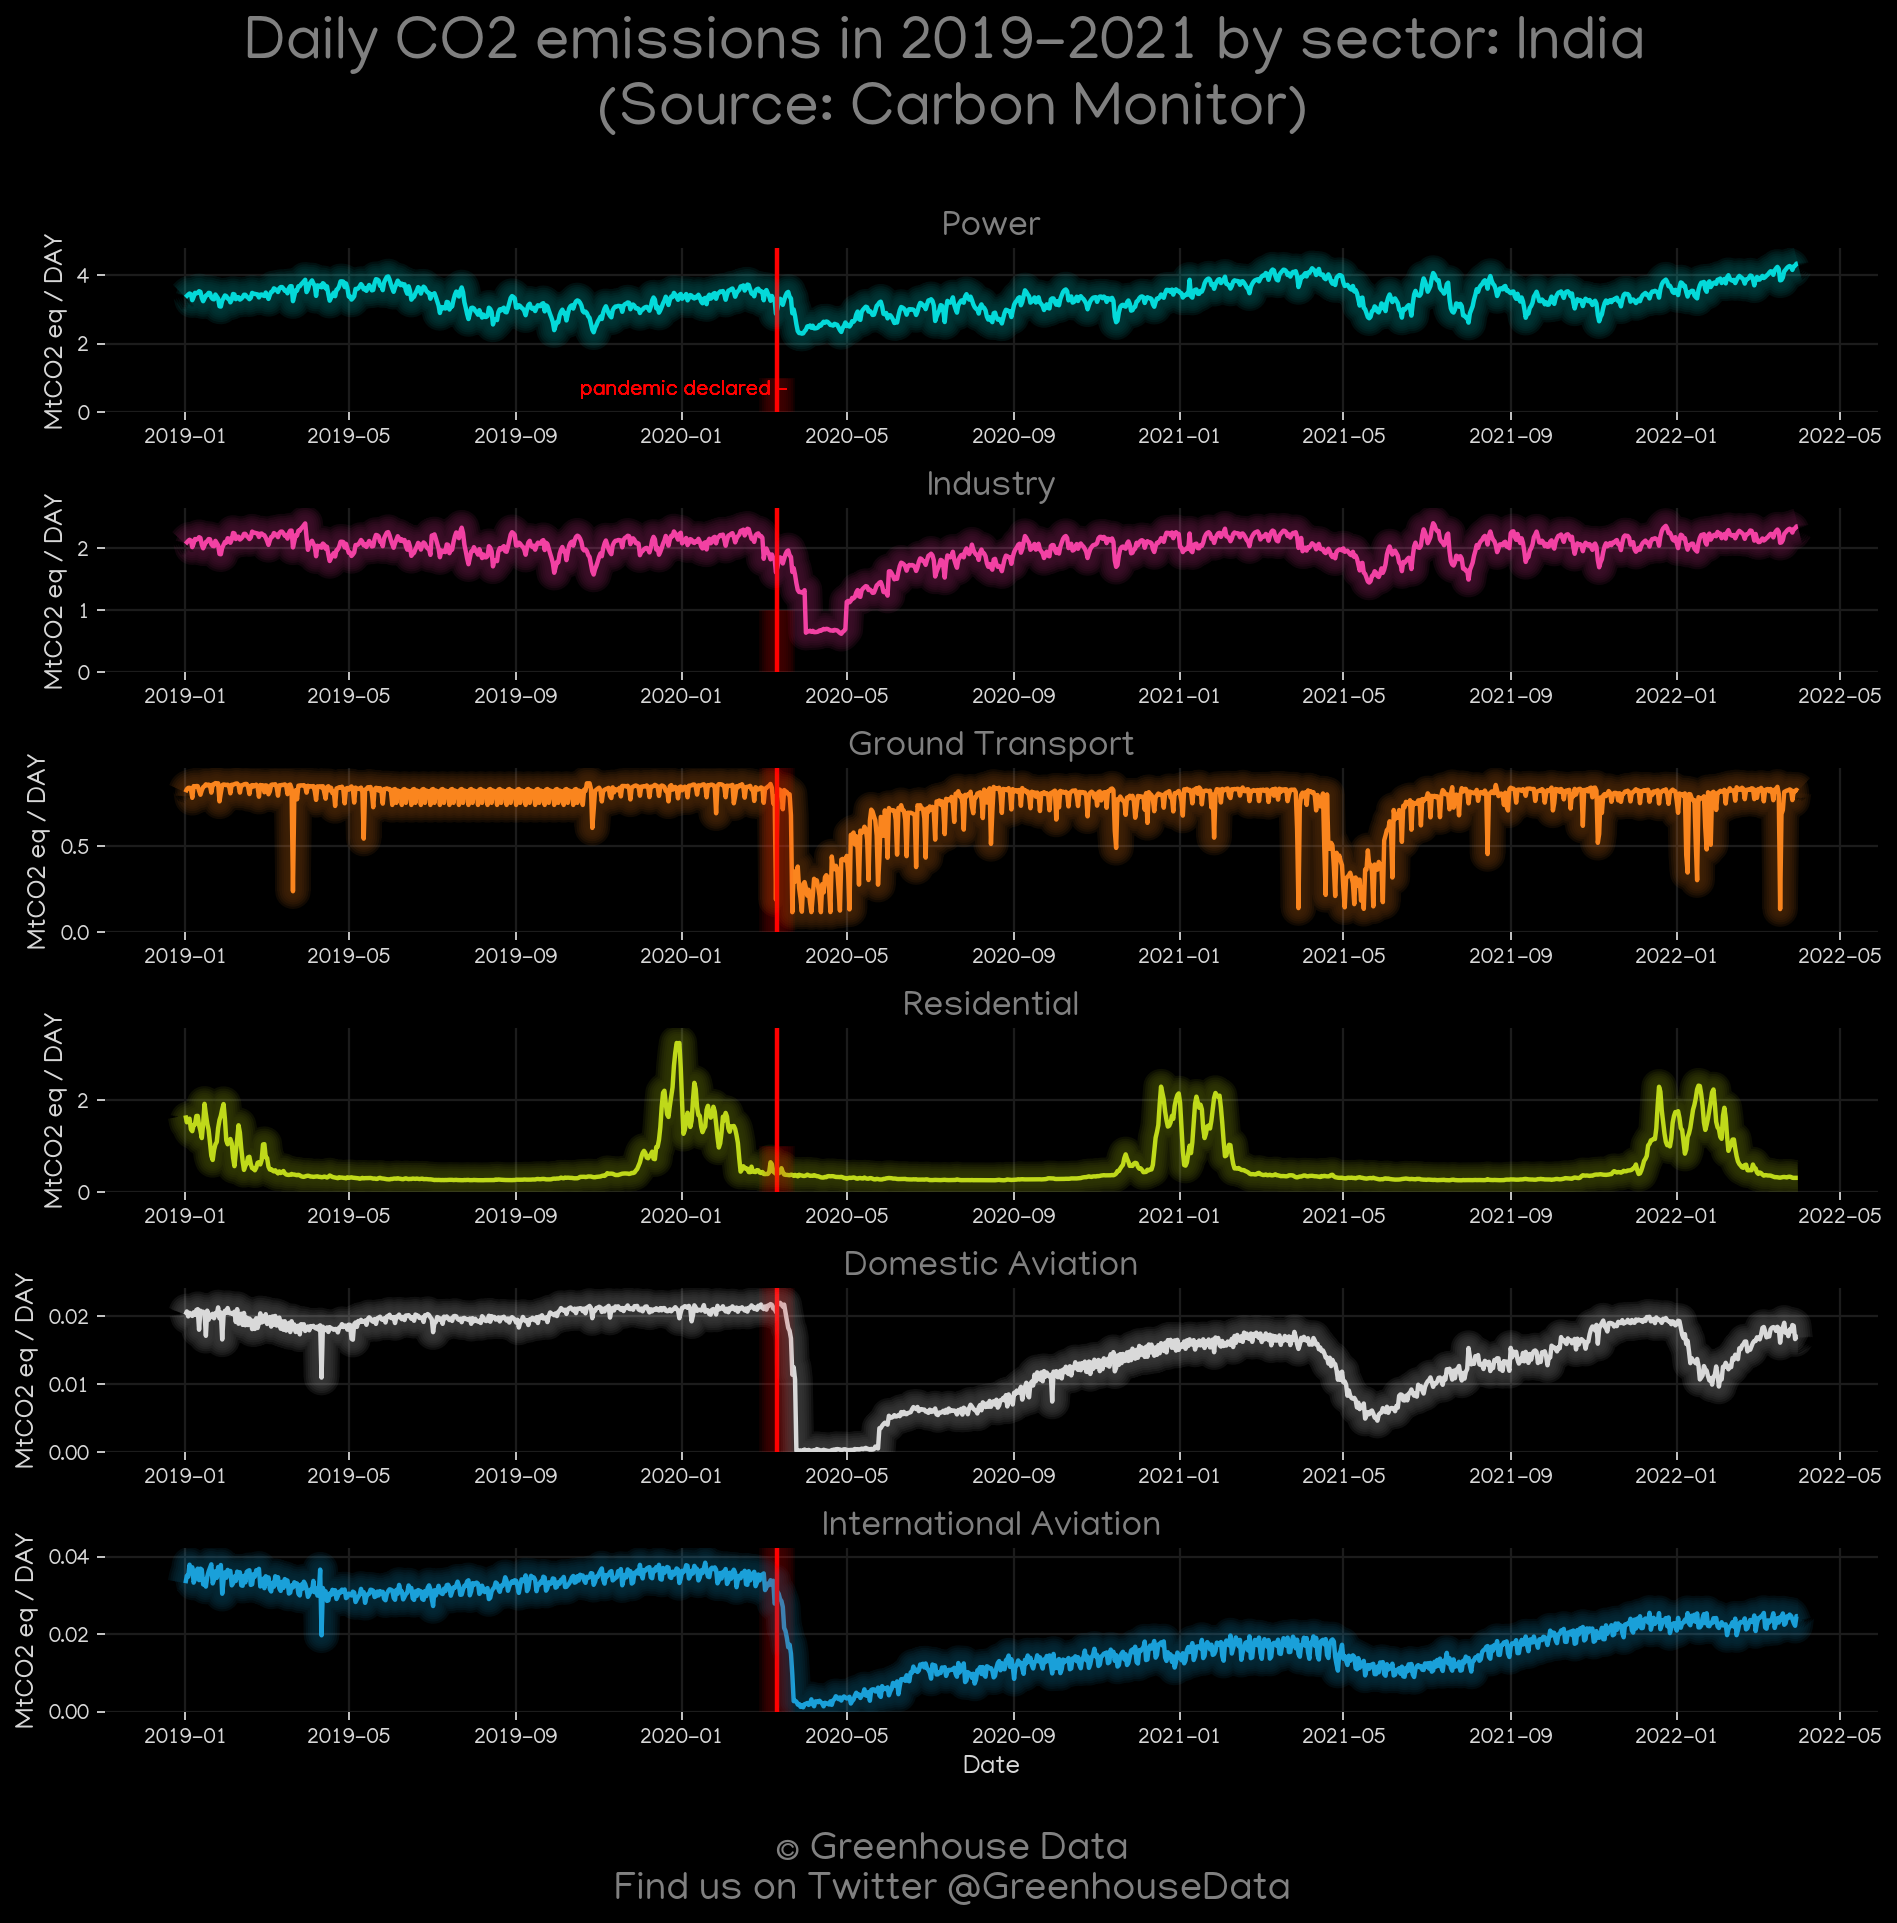 Daily CO2 emissions in 2019-2021 by sector: India
(Source: Carbon Monitor)
Power
MtCO2 eq / DAY
4
2
0
pandemic declared
2019-01 2019-05 2019-09 2020-01 2020-05 2020-09 2021-01 2021-05 2021-09 2022-01 2022-05
Industry
MtCO2 eq / DAY
2
1
0
2019-01 2019-05 2019-09 2020-01 2020-05 2020-09 2021-01 2021-05 2021-09 2022-01 2022-05
Ground Transport
MtCO2 eq / DAY
0.5
0.0
2019-01 2019-05 2019-09 2020-01 2020-05 2020-09 2021-01 2021-05 2021-09 2022-01 2022-05
Residential
MtCO2 eq / DAY
2
0
2019-01 2019-05 2019-09 2020-01 2020-05 2020-09 2021-01 2021-05 2021-09 2022-01 2022-05
Domestic Aviation
MtCO2 eq / DAY
0.02
0.01
0.00
2019-01 2019-05 2019-09 2020-01 2020-05 2020-09 2021-01 2021-05 2021-09 2022-01 2022-05
International Aviation
MtCO2 eq / DAY
0.04
0.02
0.00
2019-01 2019-05 2019-09 2020-01 2020-05 2020-09 2021-01 2021-05 2021-09 2022-01 2022-05
Date
© Greenhouse Data
Find us on Twitter @GreenhouseData